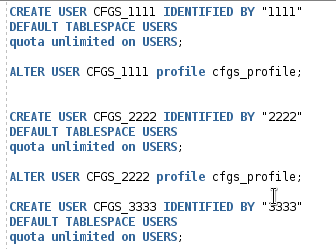 CREATE USER CFGS_1111 IDENTIFIED BY "1111"
DEFAULT TABLESPACE USERS
quota unlimited on USERS;
ALTER USER CFGS_1111 profile cfgs_profile;
CREATE USER CFGS_2222 IDENTIFIED BY "2222"
DEFAULT TABLESPACE USERS
quota unlimited on USERS;
ALTER USER CFGS_2222 profile cfgs_profile;
CREATE USER CFGS_3333 IDENTIFIED BY "3333"
DEFAULT TABLESPACE USERS
quota unlimited on USERS;